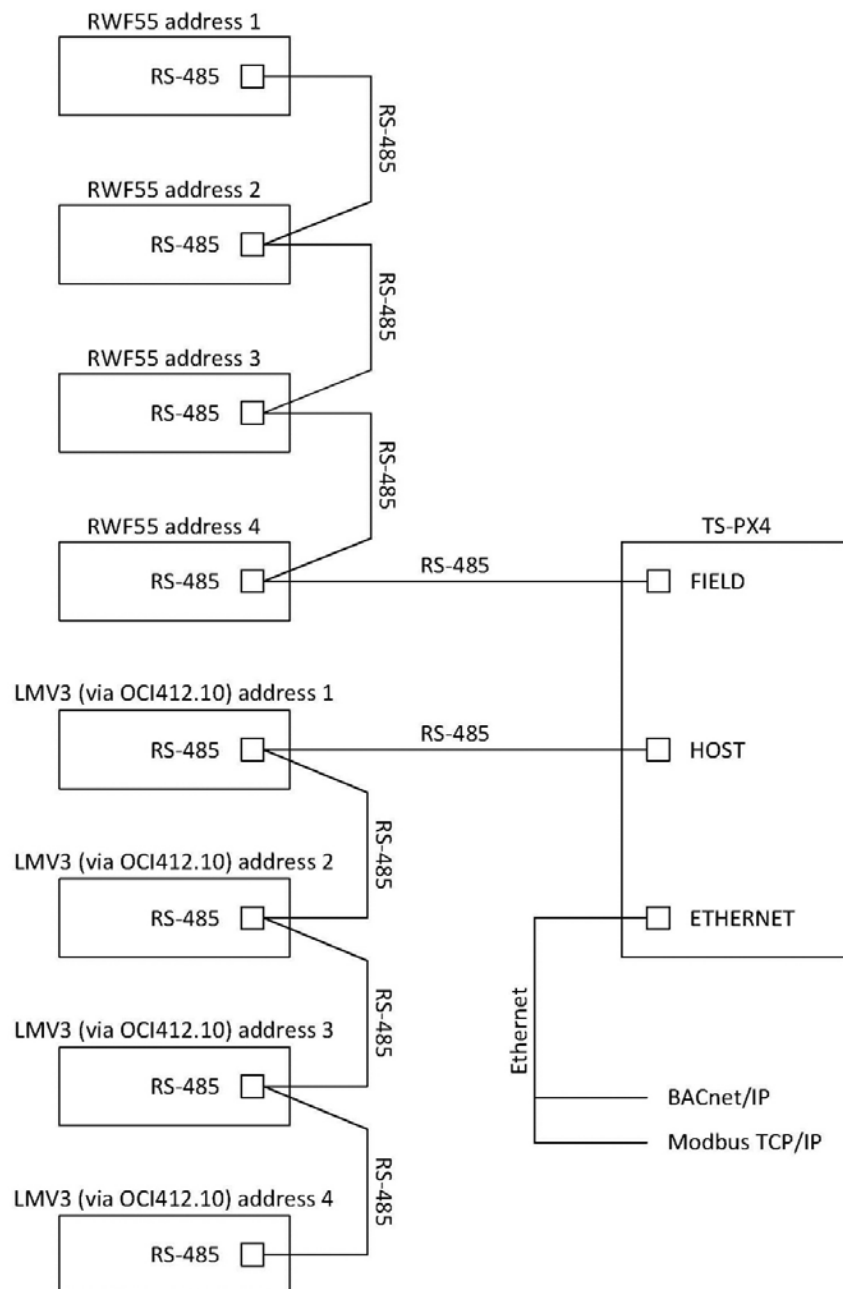 RWF55 address 1
RS-485
RS-485
RWF55 address 2
RS-485
RS-485
RWF55 address 3
RS-485
RS-485
RWF55 address 4
RS-485
RS-485
TS-PX4
FIELD
LMV3 (via OCI412.10) address 1
RS-485
RS-485
HOST
RS-485
LMV3 (via OCI412.10) address 2
RS-485
ETHERNET
RS-485
Ethernet
LMV3 (via OCI412.10) address 3
RS-485
BACnet/IP
Modbus TCP/IP
RS-485
LMV3 (via OCI412.10) address 4
RS-485